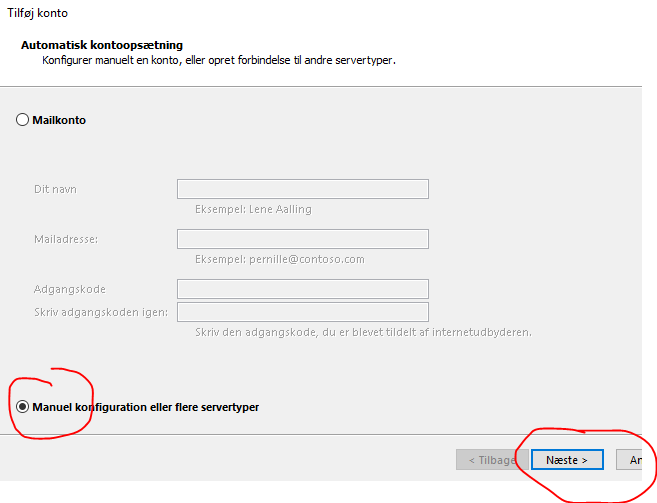 Tilføj konto
Automatisk kontoopsætning
Konfigurer manuelt en konto, eller opret forbindelse til andre servertyper.
Mailkonto
Dit navn
Eksempel: Lene Aalling
Mailadresse:
Eksempel: pernille@contoso.com
Adgangskode
Skriv adgangskoden igen:
Skriv den adgangskode, du er blevet tildelt af internetudbyderen.
Manuel konfiguration eller flere servertyper
< Tilbage Næste >